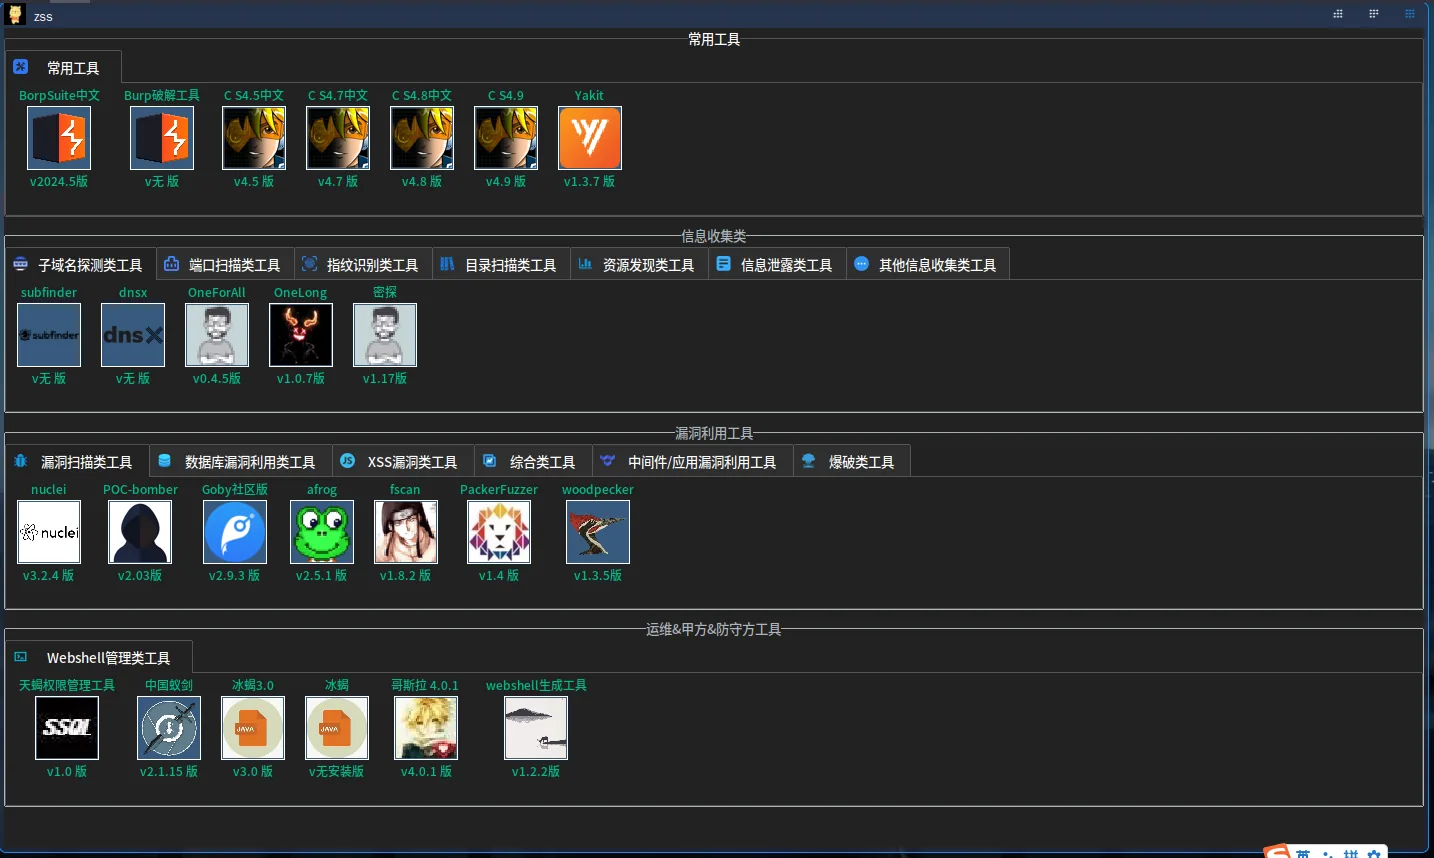 zss
常用工具
常用工具
BorpSuite中文 Burp破解工具 C S4.5中文 C S4.7中文 C S4.8中文 C S4.9 Yakit
v2024.5版 v无 版 v4.5 版 v4.7 版 v4.8 版 v4.9 版 v1.3.7 版
信息收集类
子域名探测类工具 端口扫描类工具 指纹识别类工具 目录扫描类工具 资源发现类工具 信息泄露类工具 其他信息收集类工具
subfinder dnsx OneForAll OneLong 密探
subfinder dnsX
v无 版 v无 版 v0.4.5版 v1.0.7版 v1.17版
漏洞利用工具
漏洞扫描类工具 数据库漏洞利用类工具 JS XSS漏洞类工具 综合类工具 中间件/应用漏洞利用工具 爆破类工具
nuclei POC-bomber Goby社区版 afrog fscan PackerFuzzer woodpecker
nuclei
v3.2.4 版 v2.03版 v2.9.3 版 v2.5.1 版 v1.8.2 版 v1.4 版 v1.3.5版
运维&甲方&防守方工具
Webshell管理类工具
天蝎权限管理工具 中国蚁剑 冰蝎3.0 冰蝎 哥斯拉 4.0.1 webshell生成工具
JAVA JAVA
v1.0 版 v2.1.15 版 v3.0 版 v无安装版 v4.0.1 版 v1.2.2版
英 拼